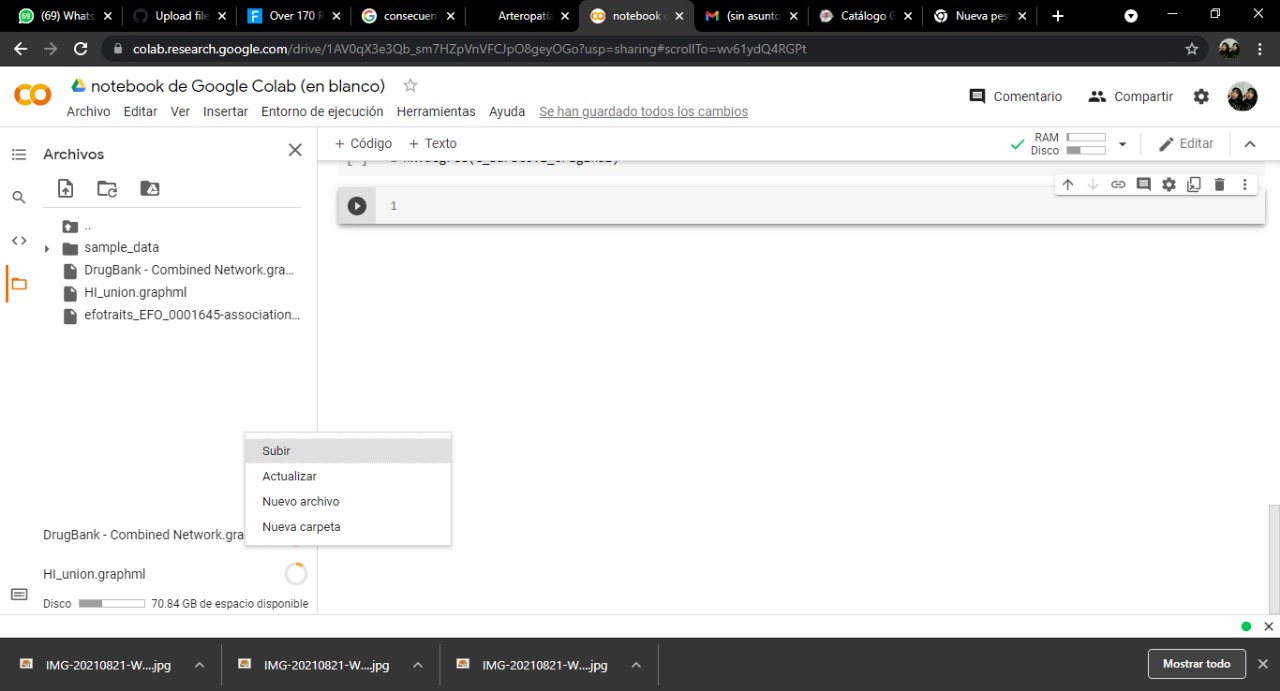 (69) Whats
Upload file
Over 170 R
consecuen
Arteropatía
notebook
(sin asunto
Catálogo G
Nueva pes
colab.research.google.com/drive/1AV0qX3e3Qb_sm7HZpVnVFCJpO8geyOGo?usp=sharing#scrollTo=wv61ydQ4RGPt
notebook de Google Colab (en blanco)
Archivo Editar Ver Insertar Entorno de ejecución Herramientas Ayuda Se han guardado todos los cambios
Comentario Compartir
Archivos
+ Código + Texto
RAM
Disco
Editar
..
1
sample_data
DrugBank - Combined Network.gra...
HI_union.graphml
efotraits_EFO_0001645-association...
Subir
Actualizar
Nuevo archivo
Nueva carpeta
DrugBank - Combined Network.gra
HI_union.graphml
Disco 70.84 GB de espacio disponible
IMG-20210821-W....jpg
IMG-20210821-W....jpg
IMG-20210821-W....jpg
Mostrar todo